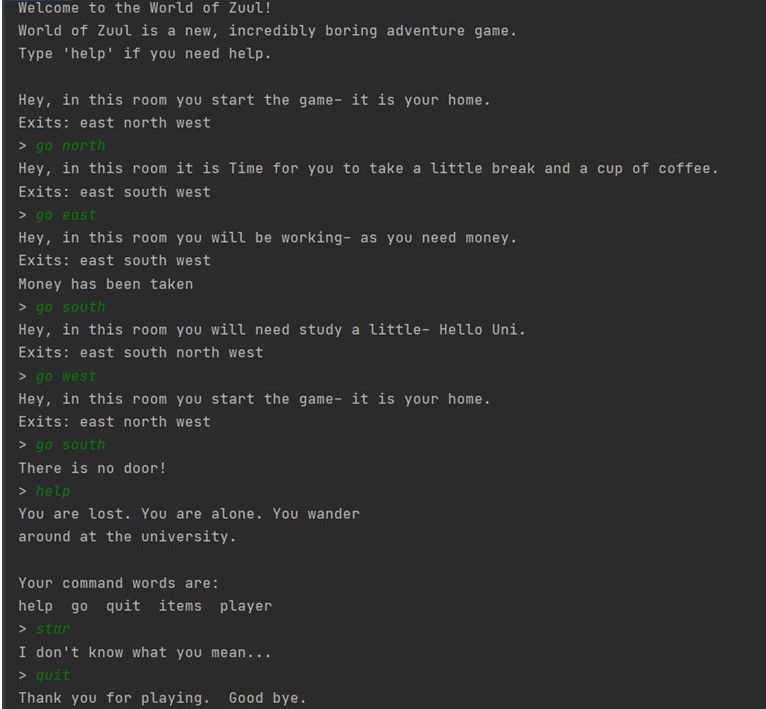 Welcome to the World of Zuul!
World of Zuul is a new, incredibly boring adventure game.
Type 'help' if you need help.
Hey, in this room you start the game- it is your home.
Exits: east north west
> go north
Hey, in this room it is Time for you to take a little break and a cup of coffee.
Exits: east south west
> go east
Hey, in this room you will be working- as you need money.
Exits: east south west
Money has been taken
> go south
Hey, in this room you will need study a little- Hello Uni.
Exits: east south north west
> go west
Hey, in this room you start the game- it is your home.
Exits: east north west
> go south
There is no door!
> help
You are lost. You are alone. You wander
around at the university.
Your command words are:
help  go  quit  items  player
> star
I don't know what you mean...
> quit
Thank you for playing.  Good bye.